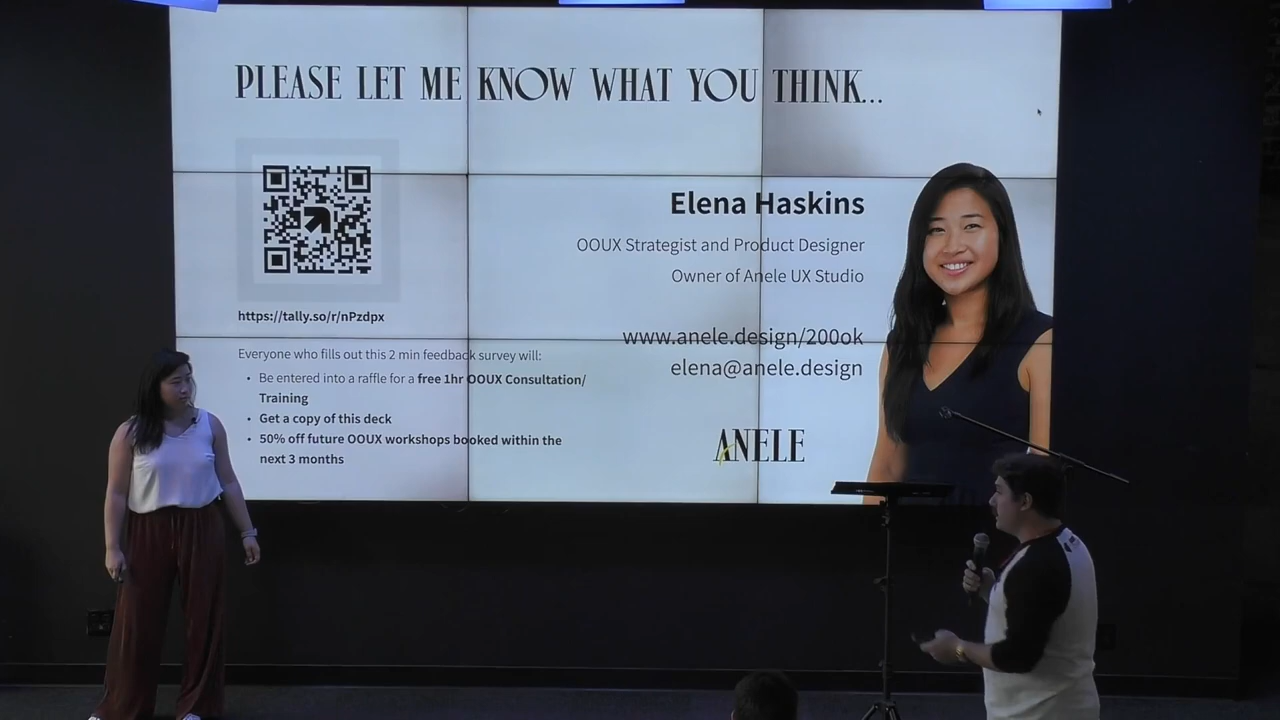 PLEASE LET ME KNOW WHAT YOU THINK...
https://tally.so/r/nPzdpx
Everyone who fills out this 2 min feedback survey will:
• Be entered into a raffle for a free 1hr OOUX Consultation/
Training
• Get a copy of this deck
• 50% off future OOUX workshops booked within the
next 3 months
Elena Haskins
OOUX Strategist and Product Designer
Owner of Anele UX Studio
www.anele.design/200ok
elena@anele.design
ANELE